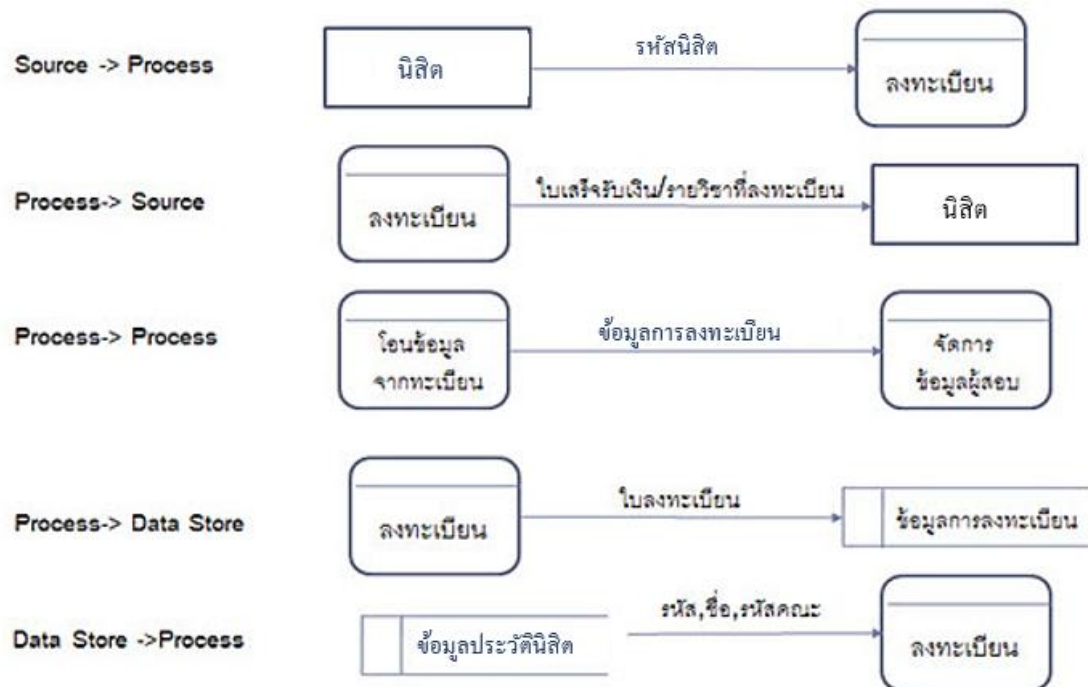 Source -> Process
นิสิต
รหัสนิสิต
ลงทะเบียน
Process-> Source
ลงทะเบียน
ใบเสร็จรับเงิน/รายวิชาที่ลงทะเบียน
นิสิต
Process-> Process
โอนข้อมูล
จากทะเบียน
ข้อมูลการลงทะเบียน
จัดการ
ข้อมูลผู้สอบ
Process-> Data Store
ลงทะเบียน
ใบลงทะเบียน
ข้อมูลการลงทะเบียน
Data Store ->Process
ข้อมูลประวัตินิสิต
รหัส,ชื่อ,รหัสคณะ
ลงทะเบียน